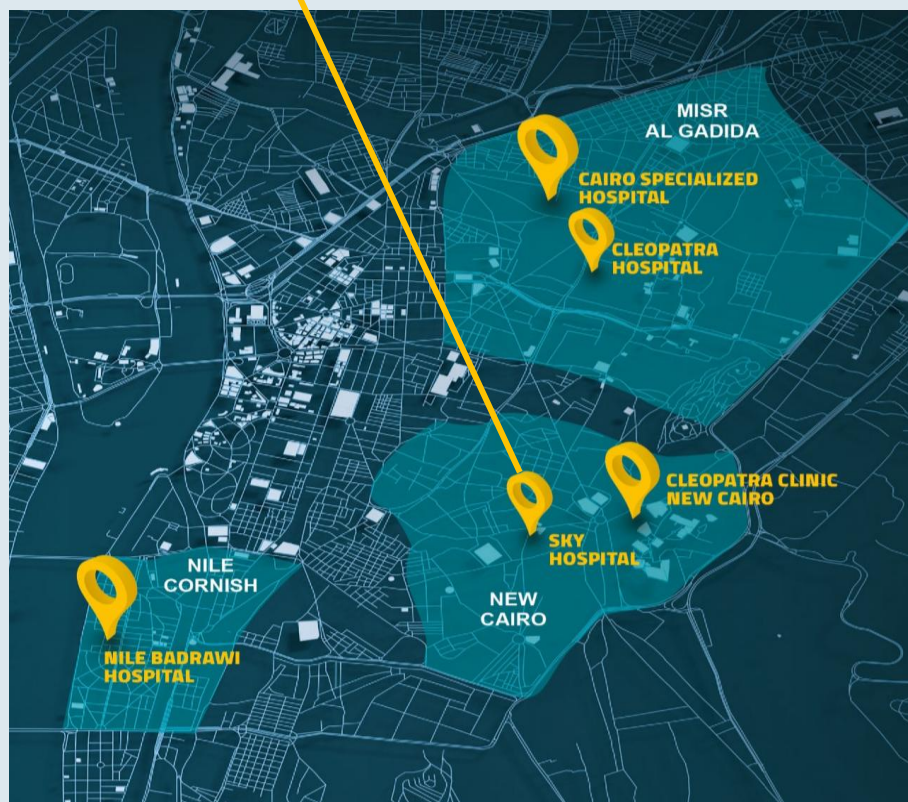 MISR
AL GADIDA
CAIRO SPECIALIZED
HOSPITAL
CLEOPATRA
HOSPITAL
CLEOPATRA CLINIC
NEW CAIRO
SKY
HOSPITAL
NEW
CAIRO
NILE
CORNISH
NILE BADRAWI
HOSPITAL